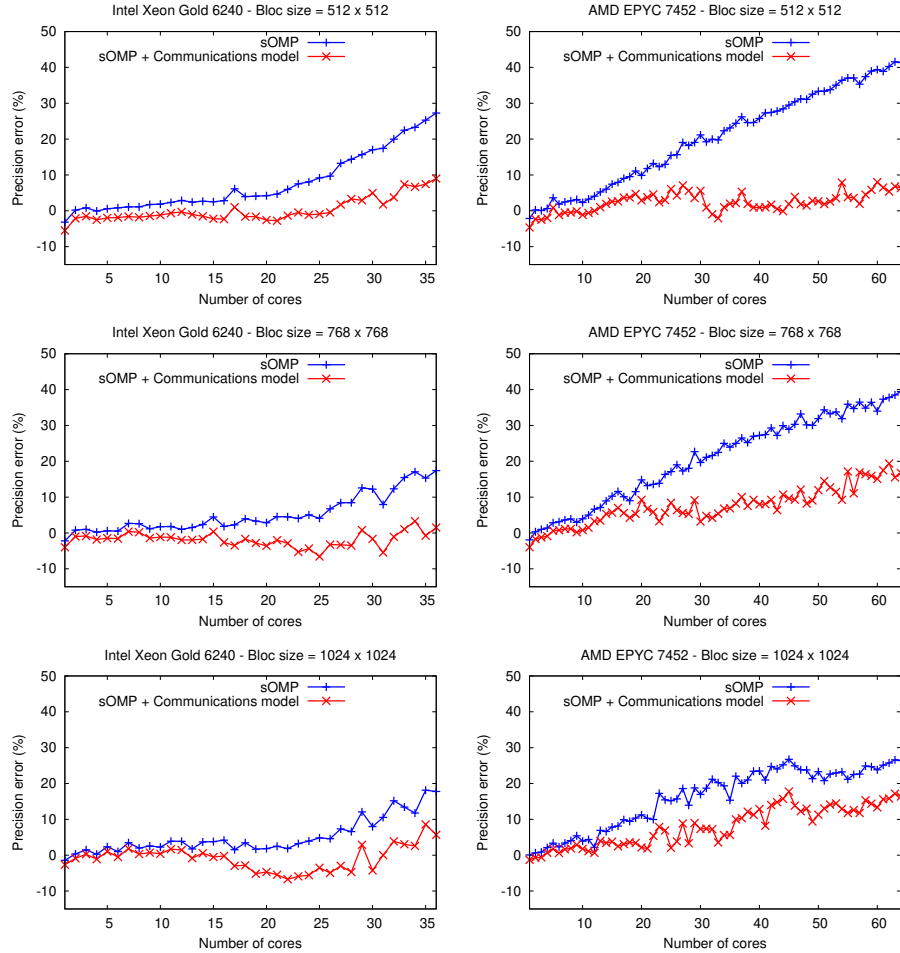 Intel Xeon Gold 6240 - Bloc size = 512 x 512
50
40
30
20
10
0
-10
Precision error (%)
sOMP
sOMP + Communications model
5 10 15 20 25 30 35
Number of cores
AMD EPYC 7452 - Bloc size = 512 x 512
50
40
30
20
10
0
-10
Precision error (%)
sOMP
sOMP + Communications model
10 20 30 40 50 60
Number of cores
Intel Xeon Gold 6240 - Bloc size = 768 x 768
50
40
30
20
10
0
-10
Precision error (%)
sOMP
sOMP + Communications model
5 10 15 20 25 30 35
Number of cores
AMD EPYC 7452 - Bloc size = 768 x 768
50
40
30
20
10
0
-10
Precision error (%)
sOMP
sOMP + Communications model
10 20 30 40 50 60
Number of cores
Intel Xeon Gold 6240 - Bloc size = 1024 x 1024
50
40
30
20
10
0
-10
Precision error (%)
sOMP
sOMP + Communications model
5 10 15 20 25 30 35
Number of cores
AMD EPYC 7452 - Bloc size = 1024 x 1024
50
40
30
20
10
0
-10
Precision error (%)
sOMP
sOMP + Communications model
10 20 30 40 50 60
Number of cores